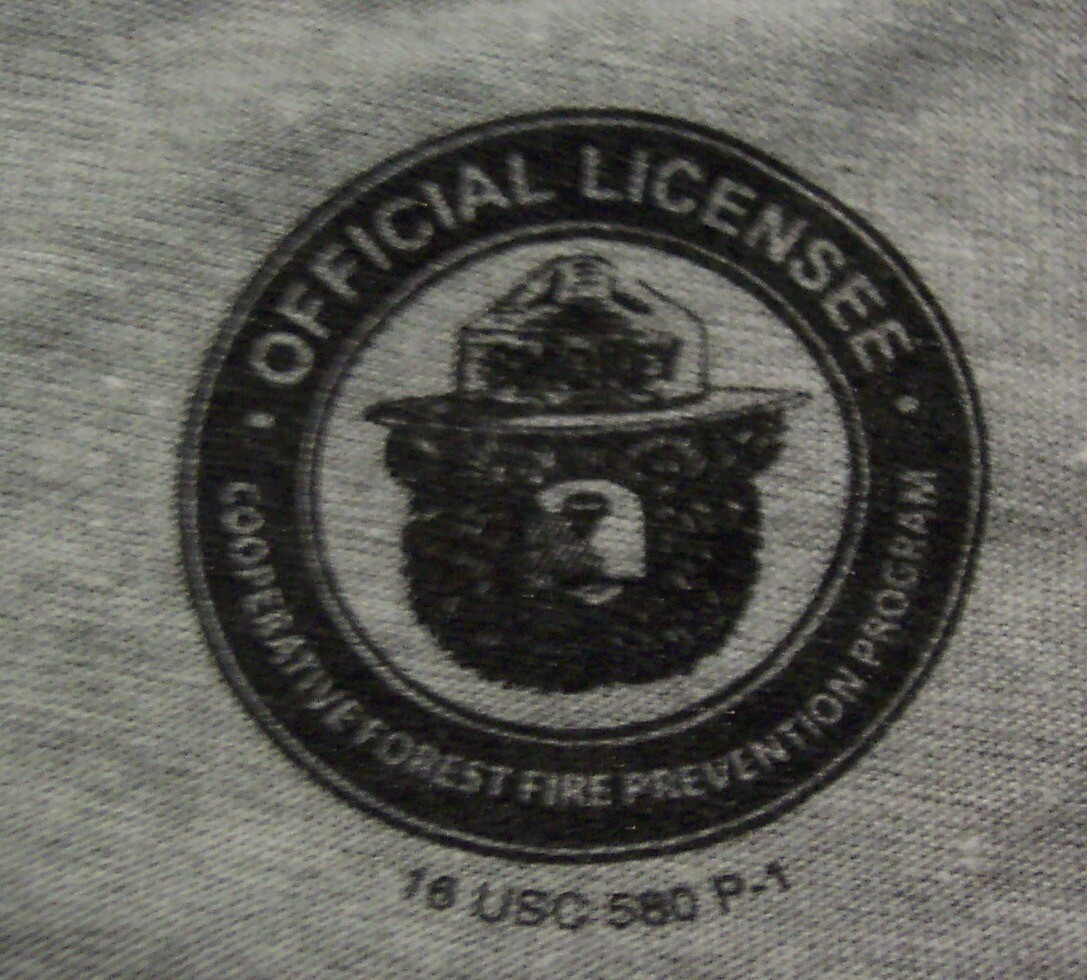 OFFICIAL LICENSEE
COOPERATIVE FOREST FIRE PREVENTION PROGRAM
16 USC 580 P-1